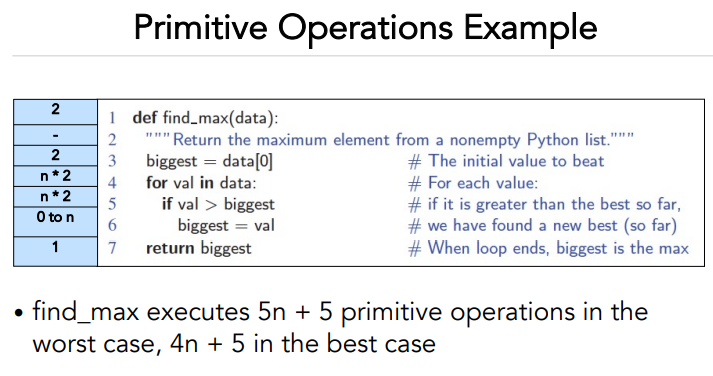 Primitive Operations Example
2 1 def find_max(data):
- 2 """Return the maximum element from a nonempty Python list."""
2 3 biggest = data[0] # The initial value to beat
n * 2 4 for val in data: # For each value:
n * 2 5 if val > biggest # if it is greater than the best so far,
0 to n 6 biggest = val # we have found a new best (so far)
1 7 return biggest # When loop ends, biggest is the max
• find_max executes 5n + 5 primitive operations in the
worst case, 4n + 5 in the best case